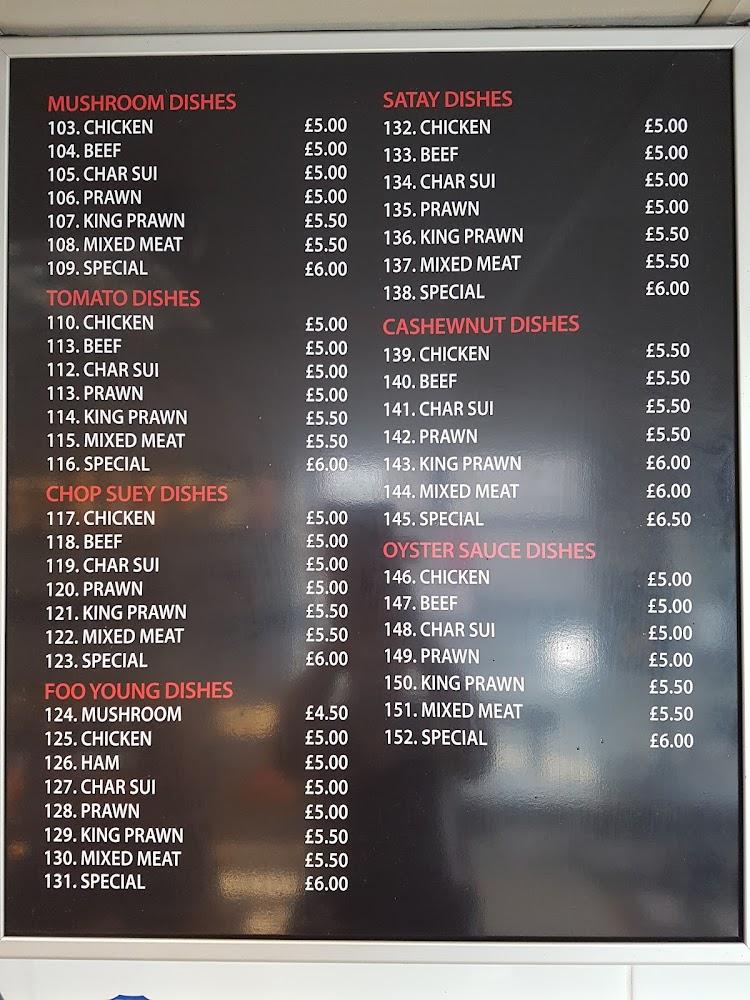 MUSHROOM DISHES
103. CHICKEN £5.00
104. BEEF £5.00
105. CHAR SUI £5.00
106. PRAWN £5.00
107. KING PRAWN £5.50
108. MIXED MEAT £5.50
109. SPECIAL £6.00
TOMATO DISHES
110. CHICKEN £5.00
113. BEEF £5.00
112. CHAR SUI £5.00
113. PRAWN £5.00
114. KING PRAWN £5.50
115. MIXED MEAT £5.50
116. SPECIAL £6.00
CHOP SUEY DISHES
117. CHICKEN £5.00
118. BEEF £5.00
119. CHAR SUI £5.00
120. PRAWN £5.00
121. KING PRAWN £5.50
122. MIXED MEAT £5.50
123. SPECIAL £6.00
FOO YOUNG DISHES
124. MUSHROOM £4.50
125. CHICKEN £5.00
126. HAM £5.00
127. CHAR SUI £5.00
128. PRAWN £5.00
129. KING PRAWN £5.50
130. MIXED MEAT £5.50
131. SPECIAL £6.00
SATAY DISHES
132. CHICKEN £5.00
133. BEEF £5.00
134. CHAR SUI £5.00
135. PRAWN £5.00
136. KING PRAWN £5.50
137. MIXED MEAT £5.50
138. SPECIAL £6.00
CASHEWNUT DISHES
139. CHICKEN £5.50
140. BEEF £5.50
141. CHAR SUI £5.50
142. PRAWN £5.50
143. KING PRAWN £6.00
144. MIXED MEAT £6.00
145. SPECIAL £6.50
OYSTER SAUCE DISHES
146. CHICKEN £5.00
147. BEEF £5.00
148. CHAR SUI £5.00
149. PRAWN £5.00
150. KING PRAWN £5.50
151. MIXED MEAT £5.50
152. SPECIAL £6.00